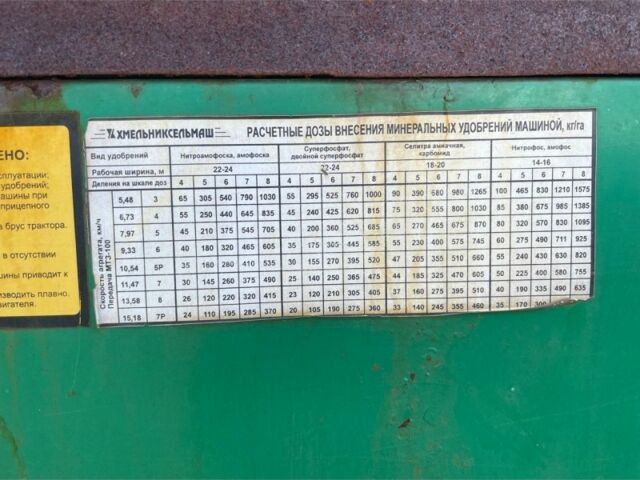 ЕНО:
сплуатации;
удобрений;
машины при
прицепного
а брус трактора.
в отсутствии
шины приводит к
изводить плавно.
вигателя.
ХМЕЛЬНИКСЕЛЬМАШ
РАСЧЕТНЫЕ ДОЗЫ ВНЕСЕНИЯ МИНЕРАЛЬНЫХ УДОБРЕНИЙ МАШИНОЙ, кг/га
Вид удобрений Нитроамофоска, амофоска Суперфосфат, двойной суперфосфат Селитра амиачная, карбомид Нитрофос, амофос
Рабочая ширина, м 22-24 22-24 18-20 14-16
Деления на шкале доз 4 5 6 7 8 4 5 6 7 8 4 5 6 7 8 4 5 6 7 8
Скорость агрегата, км/ч
Передача МТЗ-100
5,48 3 65 305 540 790 1030 55 295 525 760 1000 90 390 680 980 1265 100 465 830 1210 1575
6,73 4 55 250 440 645 835 45 240 425 620 815 75 320 555 800 1030 85 380 675 985 1385
7,97 5 45 210 375 545 705 40 200 360 525 685 65 270 475 680 875 80 320 570 830 1095
9,33 6 40 180 320 465 605 35 175 305 445 585 55 230 400 575 745 60 275 490 711 925
10,54 5Р 35 160 280 410 535 30 155 270 395 550 47 205 355 510 660 55 240 430 630 820
11,47 7 30 145 260 375 490 25 140 250 365 475 44 185 325 470 605 50 225 400 580 755
13,58 8 26 120 220 320 415 23 120 210 305 405 37 160 275 395 510 40 190 335 490 635
15,18 7Р 24 110 195 285 370 20 105 190 275 360 33 140 245 355 460 35 170 300